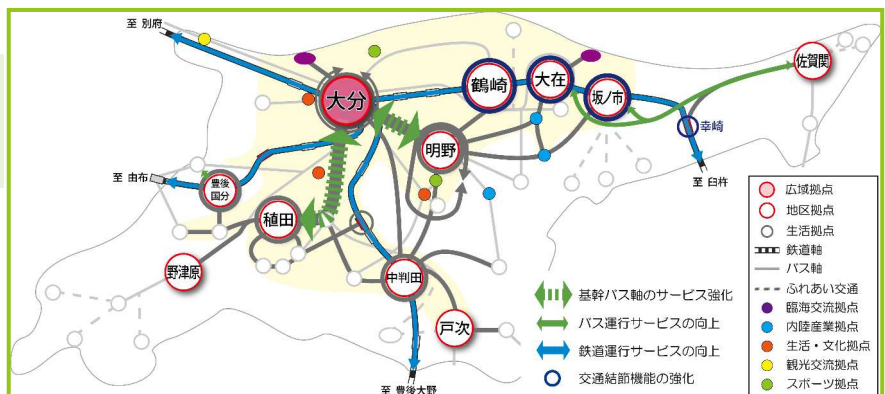 至 別府
大分
鶴崎
大在
坂ノ市
佐賀関
幸崎
明野
至 臼杵
至 由布
豊後
国分
稙田
野津原
中判田
戸次
至 豊後大野
基幹バス軸のサービス強化
バス運行サービスの向上
鉄道運行サービスの向上
交通結節機能の強化
広域拠点
地区拠点
生活拠点
鉄道軸
バス軸
ふれあい交通
臨海交流拠点
内陸産業拠点
生活・文化拠点
観光交流拠点
スポーツ拠点